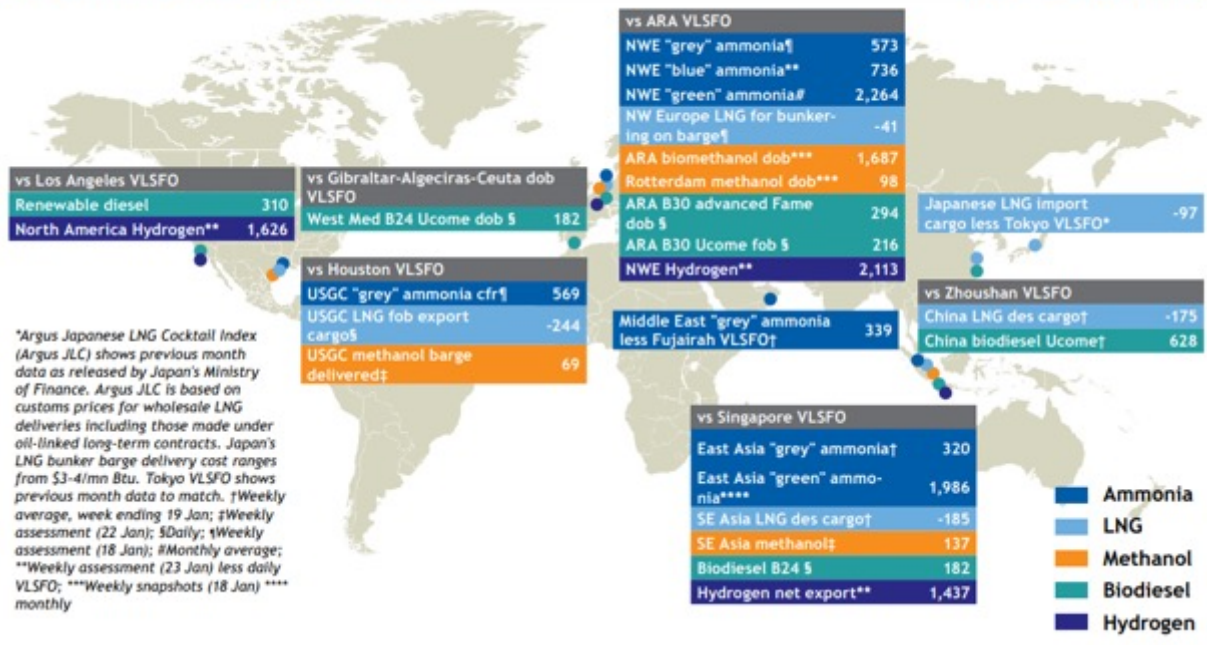 vs ARA VLSFO
NWE "grey" ammonia¶ 573
NWE "blue" ammonia** 736
NWE "green" ammonia# 2,264
NW Europe LNG for bunker-
ing on barge¶ -41
ARA biomethanol dob*** 1,687
Rotterdam methanol dob*** 98
ARA B30 advanced Fame
dob § 294
ARA B30 Ucome fob § 216
NWE Hydrogen** 2,113
vs Los Angeles VLSFO
Renewable diesel 310
North America Hydrogen** 1,626
vs Gibraltar-Algeciras-Ceuta dob
VLSFO
West Med B24 Ucome dob § 182
Japanese LNG import
cargo less Tokyo VLSFO* -97
vs Houston VLSFO
USGC "grey" ammonia cfr¶ 569
USGC LNG fob export
cargo§ -244
USGC methanol barge
delivered‡ 69
Middle East "grey" ammonia
less Fujairah VLSFO† 339
vs Zhoushan VLSFO
China LNG des cargo† -175
China biodiesel Ucome† 628
*Argus Japanese LNG Cocktail Index
(Argus JLC) shows previous month
data as released by Japan's Ministry
of Finance. Argus JLC is based on
customs prices for wholesale LNG
deliveries including those made under
oil-linked long-term contracts. Japan's
LNG bunker barge delivery cost ranges
from $3-4/mn Btu. Tokyo VLSFO shows
previous month data to match. †Weekly
average, week ending 19 Jan; ‡Weekly
assessment (22 Jan); §Daily; ¶Weekly
assessment (18 Jan); #Monthly average;
**Weekly assessment (23 Jan) less daily
VLSFO; ***Weekly snapshots (18 Jan) ****
monthly
vs Singapore VLSFO
East Asia "grey" ammonia† 320
East Asia "green" ammo-
nia**** 1,986
SE Asia LNG des cargo† -185
SE Asia methanol‡ 137
Biodiesel B24 § 182
Hydrogen net export** 1,437
Ammonia
LNG
Methanol
Biodiesel
Hydrogen